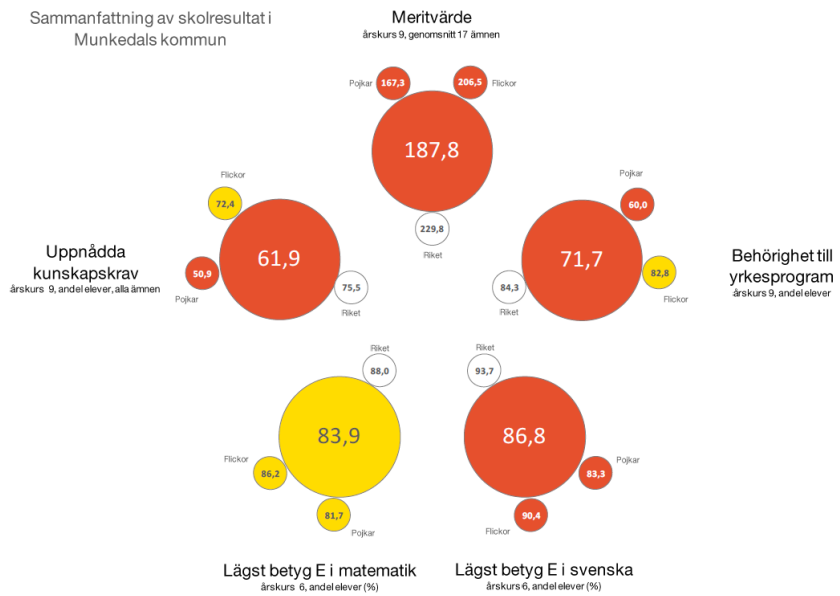 Sammanfattning av skolresultat i
Munkedals kommun
Meritvärde
årskurs 9, genomsnitt 17 ämnen
Pojkar
167,3
206,5
Flickor
187,8
229,8
Riket
Flickor
72,4
61,9
Uppnådda
kunskapskrav
årskurs 9, andel elever, alla ämnen
50,9
Pojkar
75,5
Riket
Pojkar
60,0
71,7
82,8
Flickor
84,3
Riket
Behörighet till
yrkesprogram
årskurs 9, andel elever
Riket
88,0
83,9
Flickor
86,2
81,7
Pojkar
Lägst betyg E i matematik
årskurs 6, andel elever (%)
Riket
93,7
86,8
Pojkar
83,3
90,4
Flickor
Lägst betyg E i svenska
årskurs 6, andel elever (%)